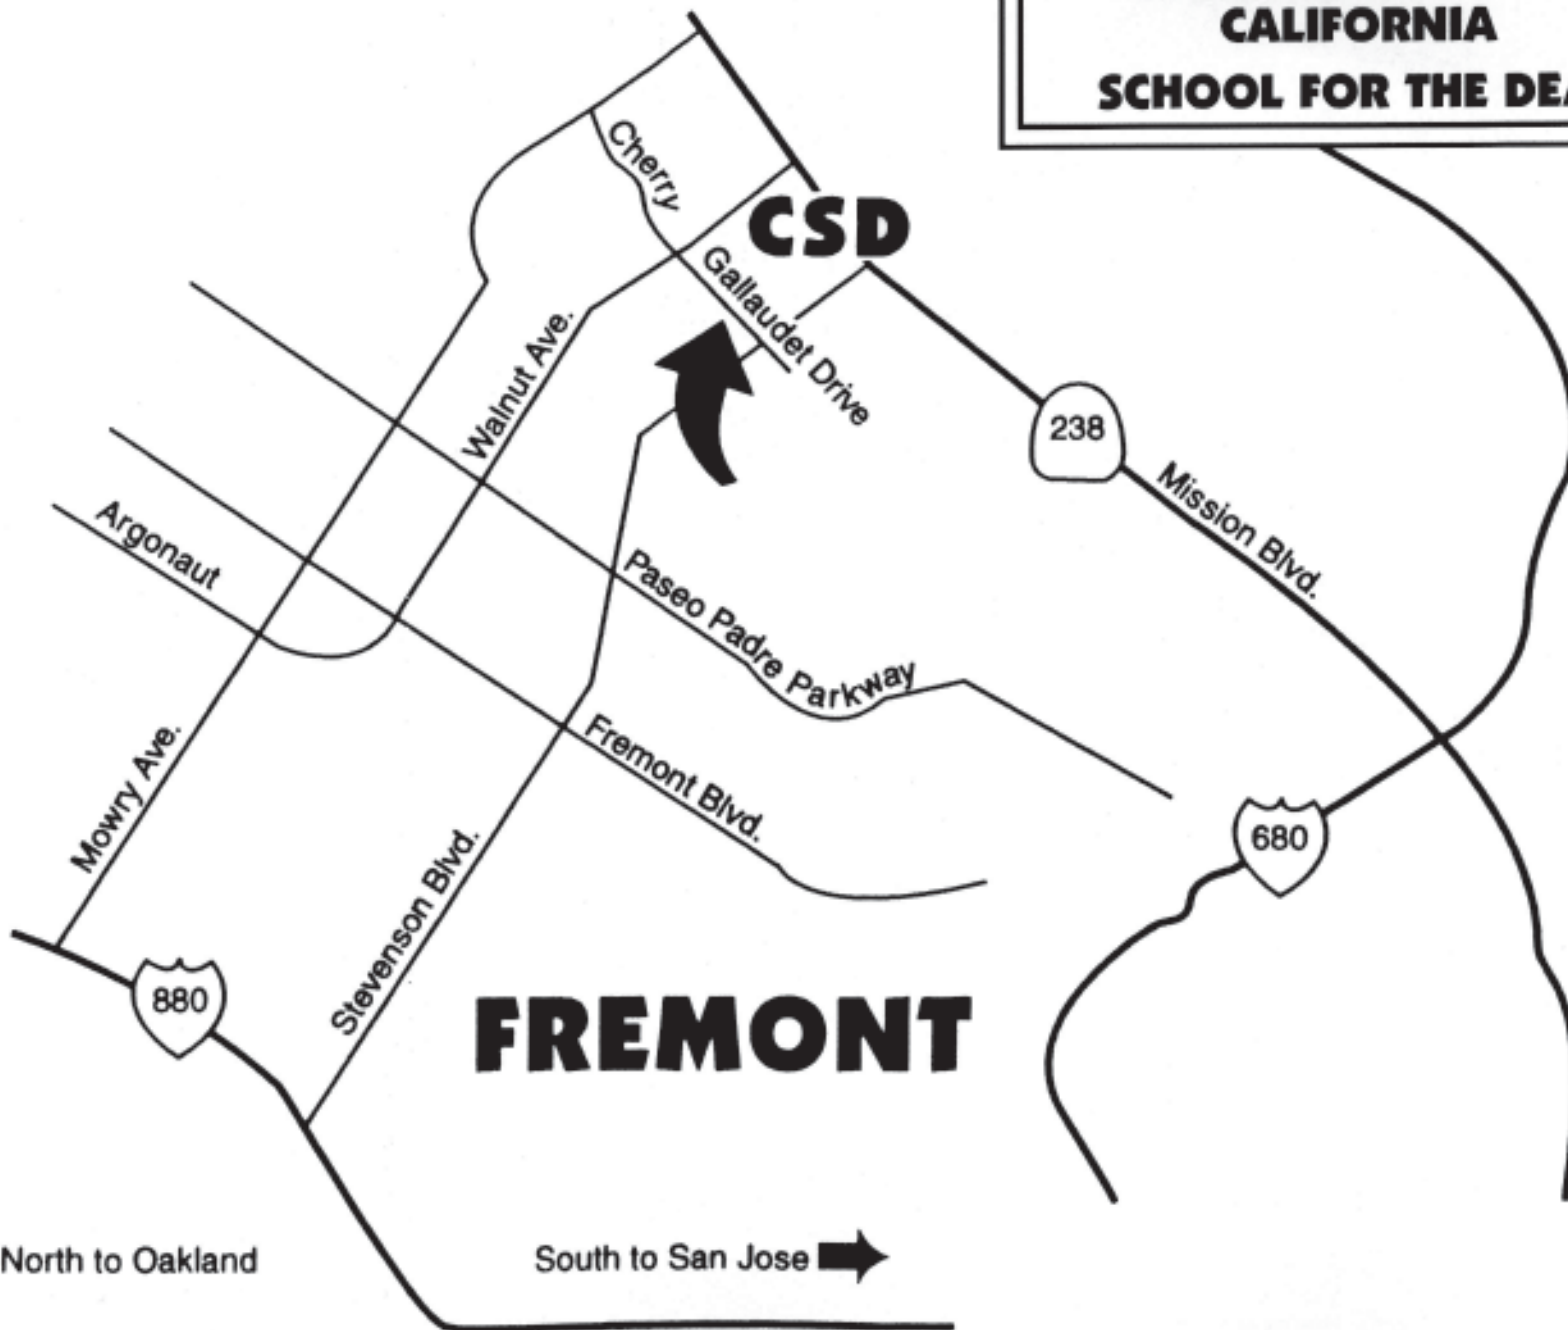 CALIFORNIA
SCHOOL FOR THE
Cherry
CSD
Gallaudet Drive
Walnut Ave.
238
Mission Blvd.
Argonaut
Paseo Padre Parkway
Fremont Blvd.
Mowry Ave.
680
Stevenson Blvd.
880
FREMONT
North to Oakland
South to San Jose